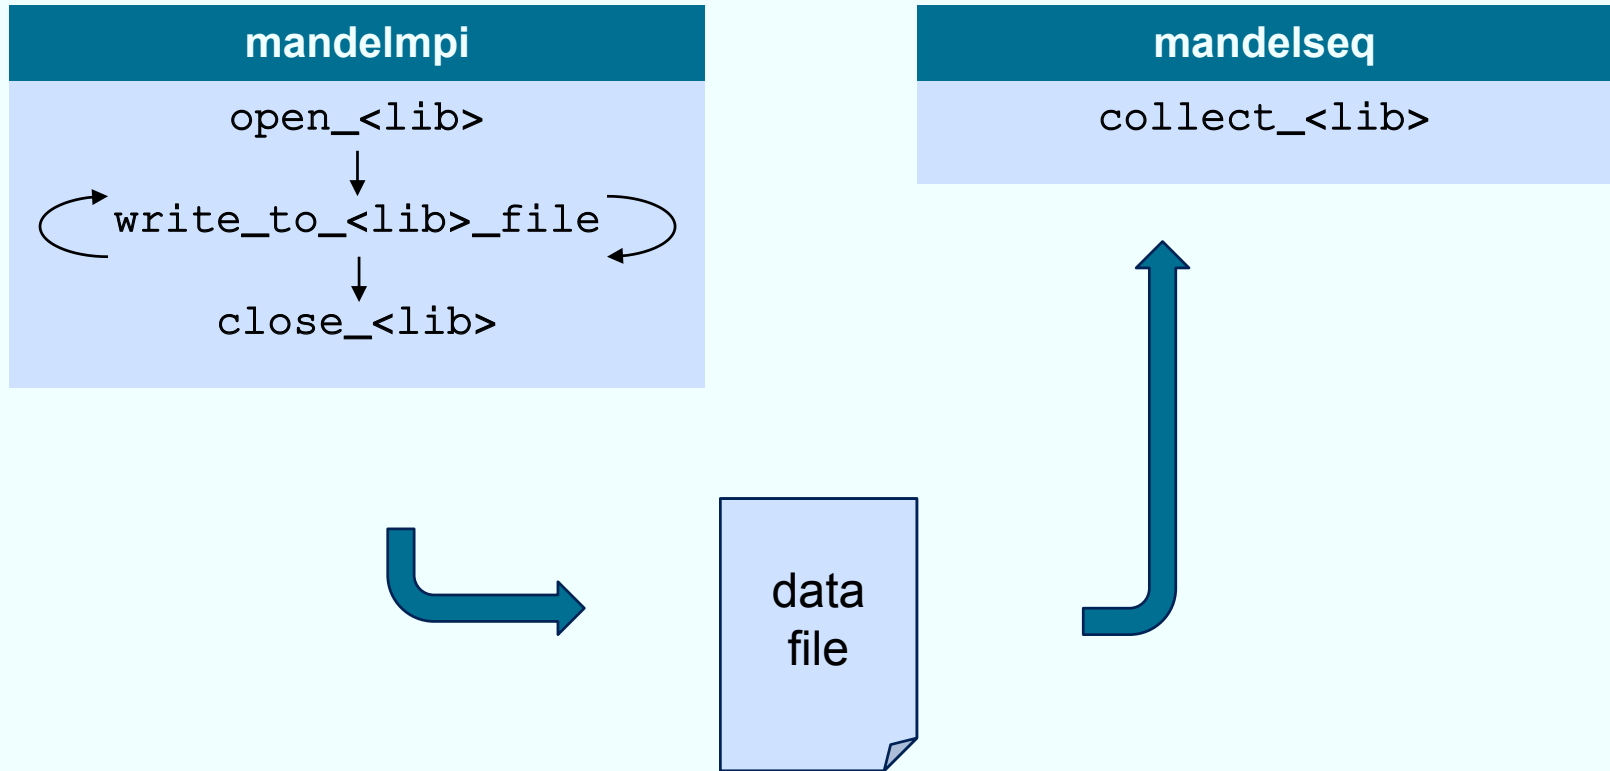 mandelmpi
open_<lib>
write_to_<lib>_file
close_<lib>
mandelseq
collect_<lib>
data
file